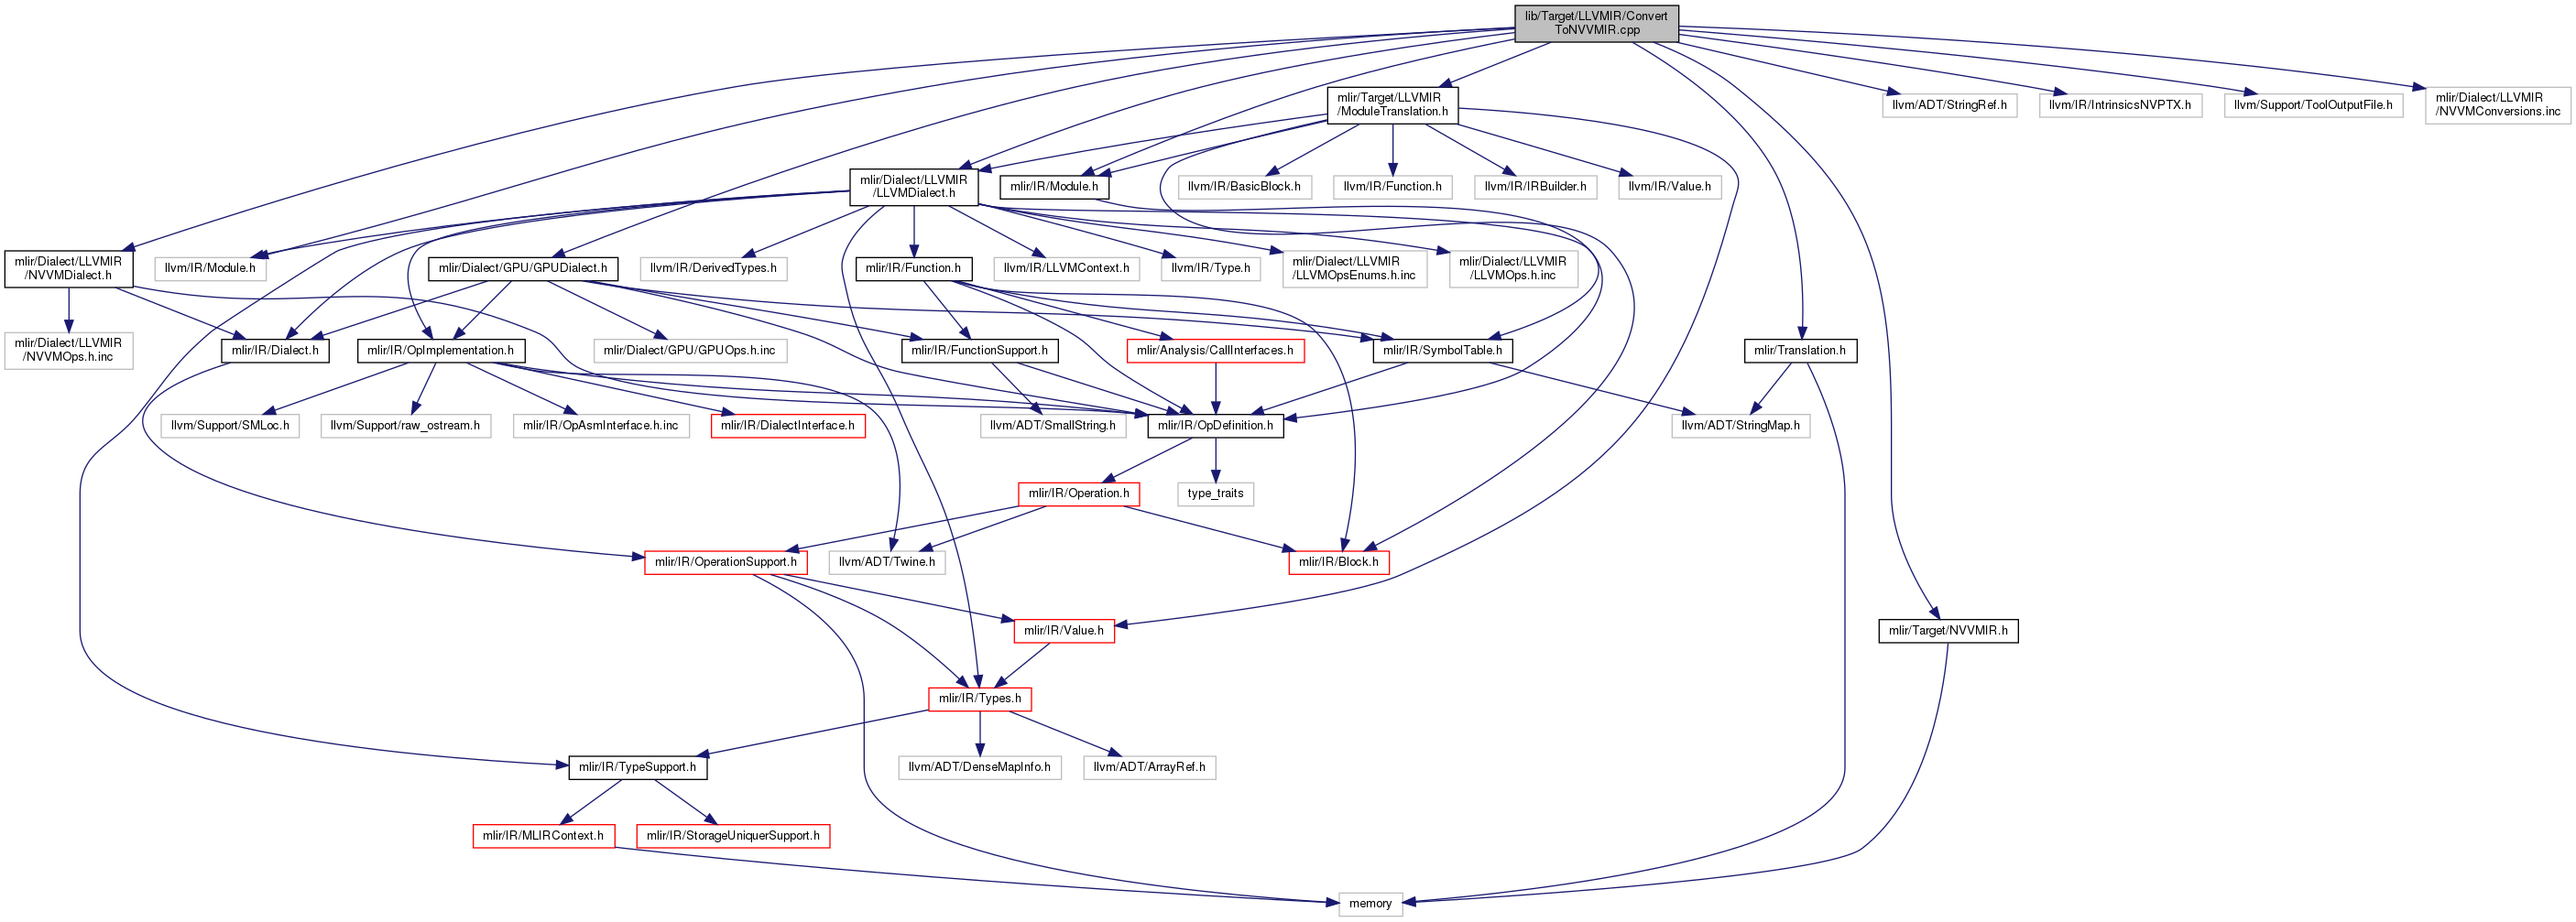 lib/Target/LLVMIR/Convert
ToNVVMIR.cpp
mlir/Target/LLVMIR
/ModuleTranslation.h
llvm/ADT/StringRef.h
llvm/IR/IntrinsicsNVPTX.h
llvm/Support/ToolOutputFile.h
mlir/Dialect/LLVMIR
/NVVMConversions.inc
mlir/Dialect/LLVMIR
/LLVMDialect.h
mlir/IR/Module.h
llvm/IR/BasicBlock.h
llvm/IR/Function.h
llvm/IR/IRBuilder.h
llvm/IR/Value.h
mlir/Dialect/LLVMIR
/NVVMDialect.h
llvm/IR/Module.h
mlir/Dialect/GPU/GPUDialect.h
llvm/IR/DerivedTypes.h
mlir/IR/Function.h
llvm/IR/LLVMContext.h
llvm/IR/Type.h
mlir/Dialect/LLVMIR
/LLVMOpsEnums.h.inc
mlir/Dialect/LLVMIR
/LLVMOps.h.inc
mlir/Dialect/LLVMIR
/NVVMOps.h.inc
mlir/IR/Dialect.h
mlir/IR/OpImplementation.h
mlir/Dialect/GPU/GPUOps.h.inc
mlir/IR/FunctionSupport.h
mlir/Analysis/CallInterfaces.h
mlir/IR/SymbolTable.h
mlir/Translation.h
llvm/Support/SMLoc.h
llvm/Support/raw_ostream.h
mlir/IR/OpAsmInterface.h.inc
mlir/IR/DialectInterface.h
llvm/ADT/SmallString.h
mlir/IR/OpDefinition.h
llvm/ADT/StringMap.h
mlir/IR/Operation.h
type_traits
mlir/IR/OperationSupport.h
llvm/ADT/Twine.h
mlir/IR/Block.h
mlir/IR/Value.h
mlir/Target/NVVMIR.h
mlir/IR/Types.h
mlir/IR/TypeSupport.h
llvm/ADT/DenseMapInfo.h
llvm/ADT/ArrayRef.h
mlir/IR/MLIRContext.h
mlir/IR/StorageUniquerSupport.h
memory